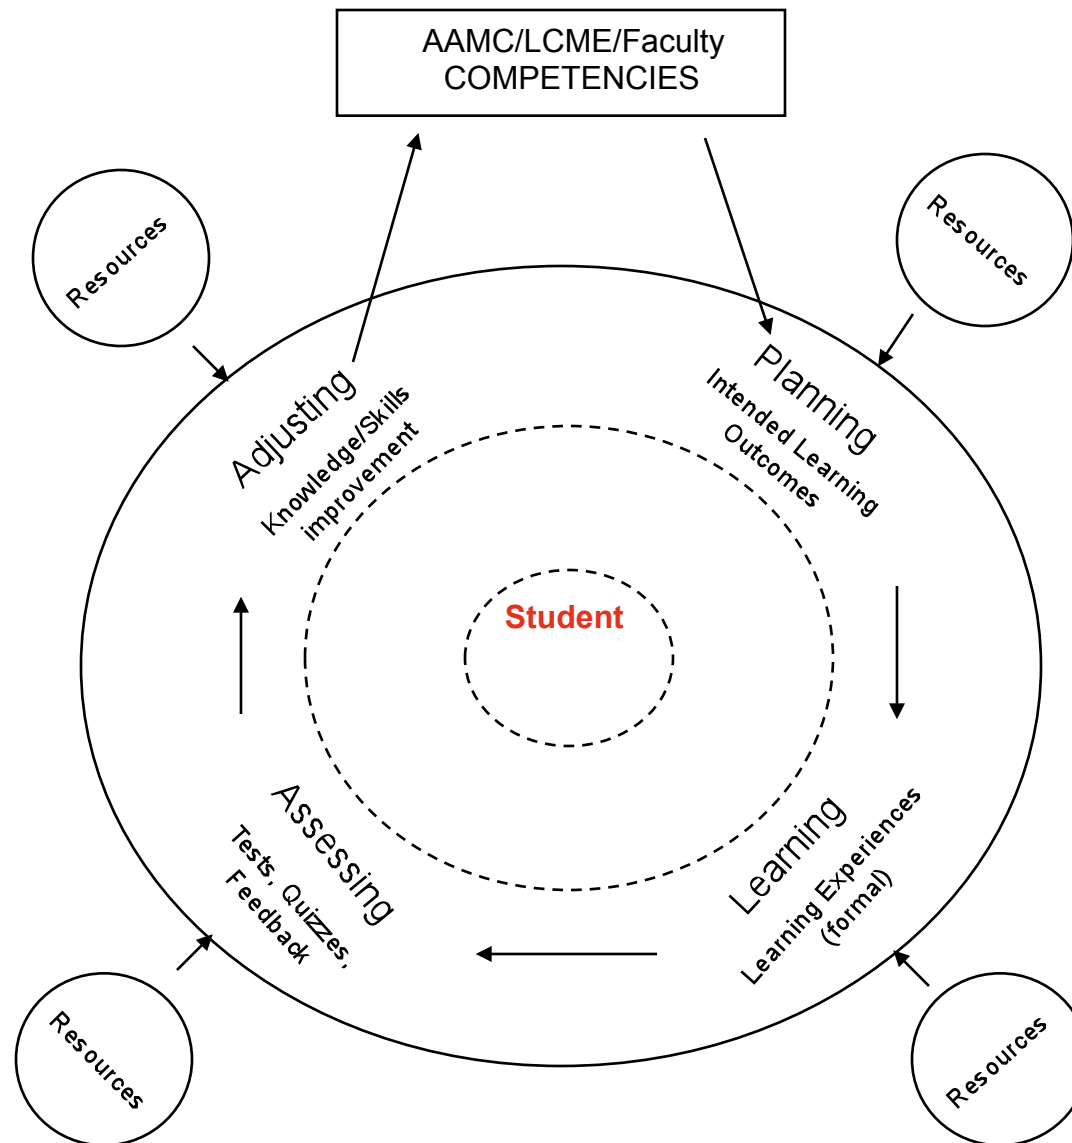 AAMC/LCME/Faculty
COMPETENCIES
Resources
Resources
Adjusting
Knowledge/Skills
improvement
Planning
Intended Learning
Outcomes
Student
Assessing
Tests, Quizzes,
Feedback
Learning
Learning Experiences
(formal)
Resources
Resources